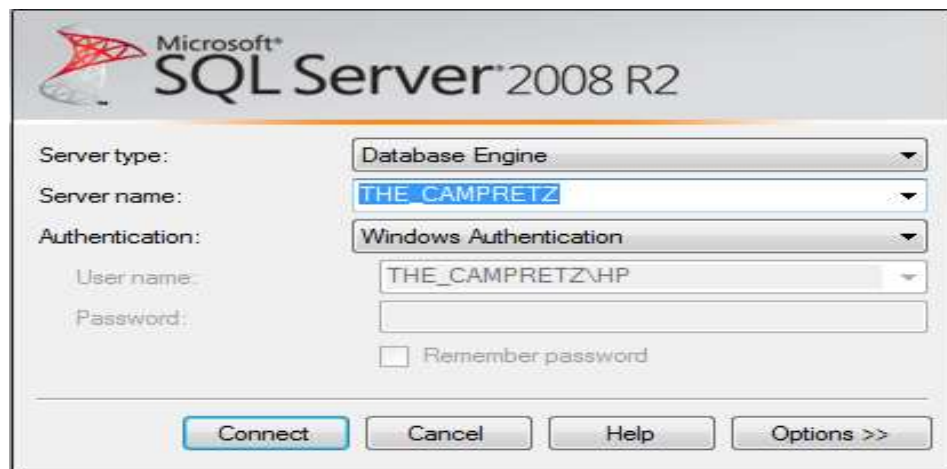 Microsoft®
SQL Server® 2008 R2
Server type: Database Engine
Server name: THE_CAMPRETZ
Authentication: Windows Authentication
User name: THE_CAMPRETZ\HP
Password:
Remember password
Connect Cancel Help Options >>